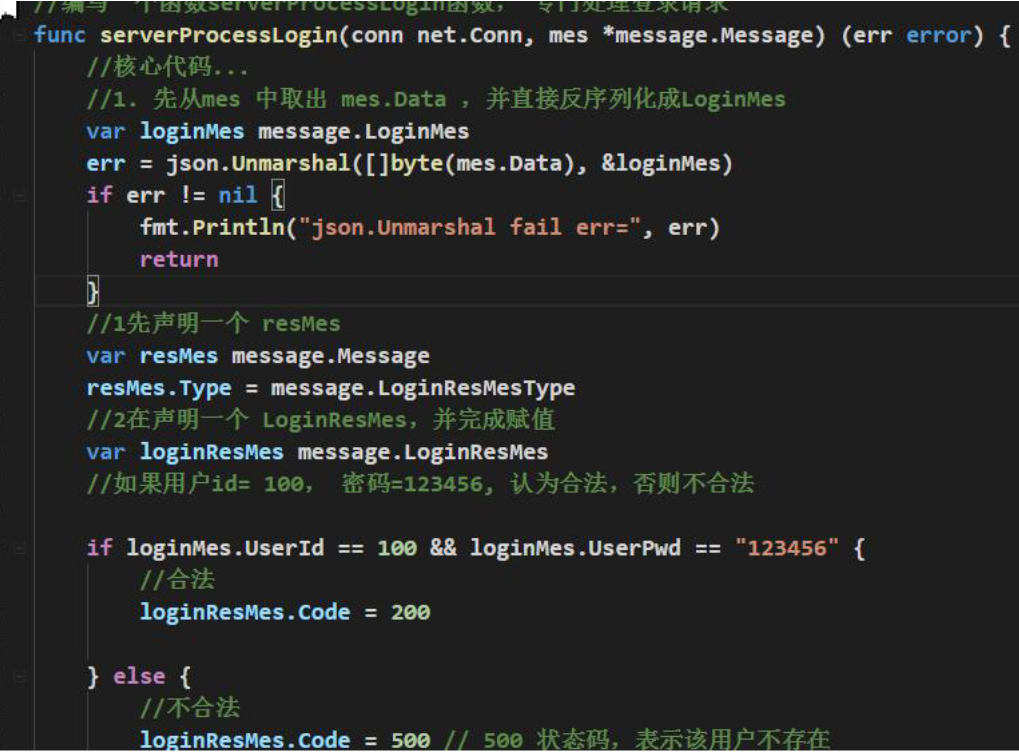 //编写一个函数serverProcessLogin函数, 专门处理登录请求
func serverProcessLogin(conn net.Conn, mes *message.Message) (err error) {
//核心代码...
//1. 先从mes 中取出 mes.Data ，并直接反序列化成LoginMes
var loginMes message.LoginMes
err = json.Unmarshal([]byte(mes.Data), &loginMes)
if err != nil {
fmt.Println("json.Unmarshal fail err=", err)
return
}
//1先声明一个 resMes
var resMes message.Message
resMes.Type = message.LoginResMesType
//2在声明一个 LoginResMes，并完成赋值
var loginResMes message.LoginResMes
//如果用户id= 100， 密码=123456, 认为合法，否则不合法
if loginMes.UserId == 100 && loginMes.UserPwd == "123456" {
//合法
loginResMes.Code = 200
} else {
//不合法
loginResMes.Code = 500 // 500 状态码，表示该用户不存在